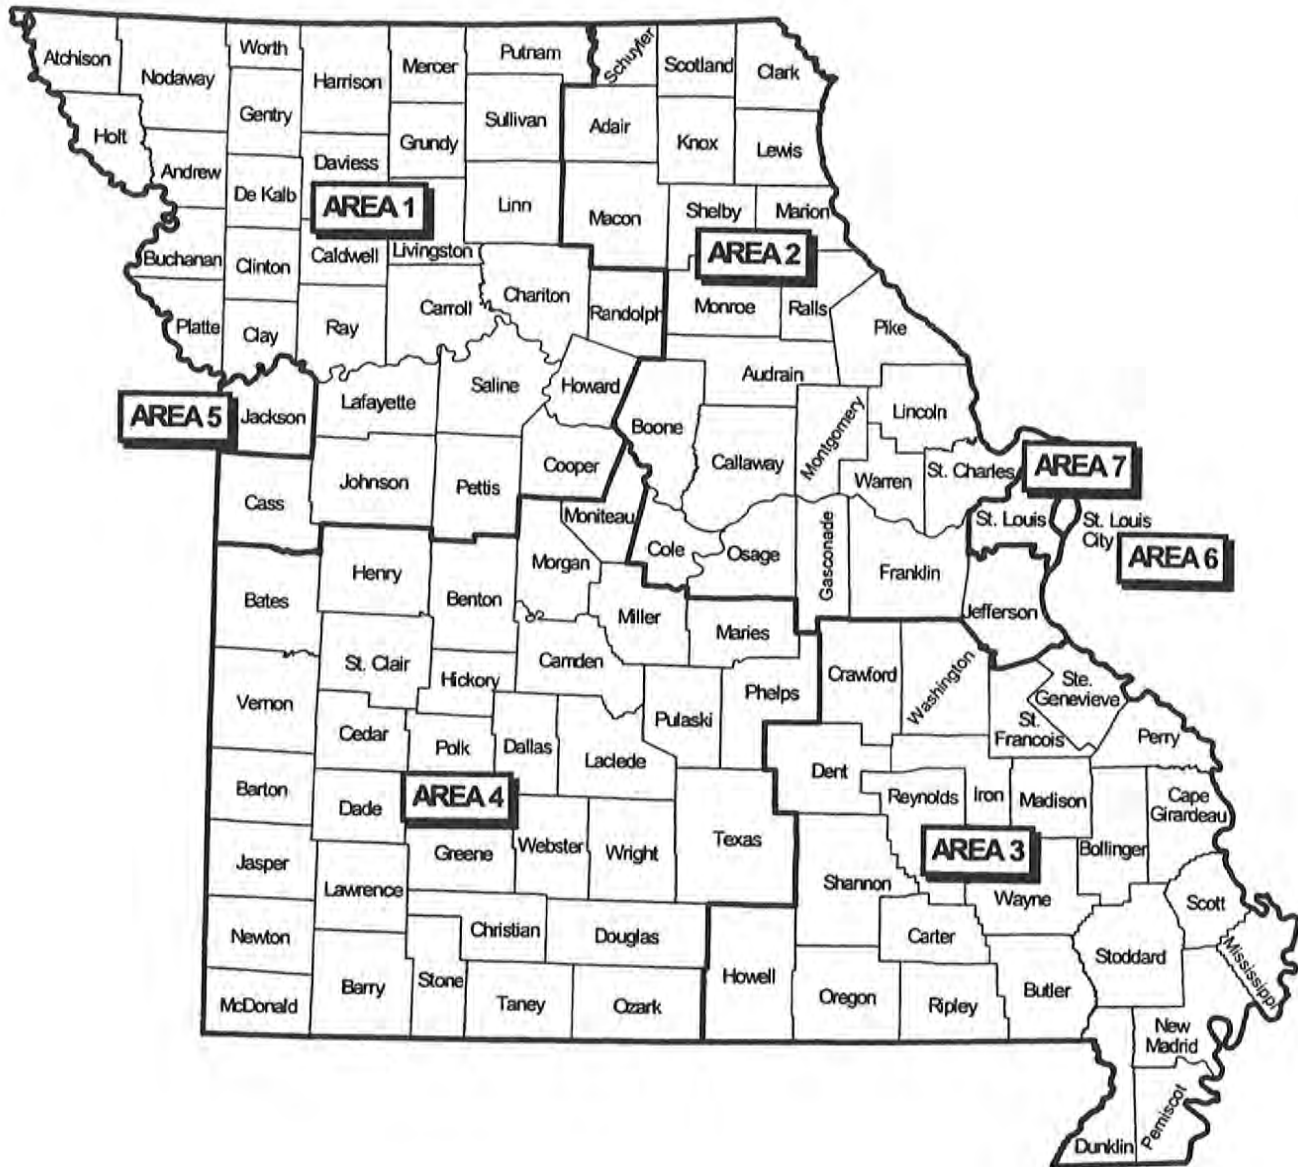 Atchison
Nodaway
Worth
Harrison
Mercer
Putnam
Schuyler
Scotland
Clark
Holt
Gentry
Sullivan
Adair
Knox
Lewis
Andrew
De Kalb
Daviess
Grundy
AREA 1
Linn
Macon
Shelby
Marion
AREA 2
Buchanan
Clinton
Caldwell
Livingston
Chariton
Randolph
Monroe
Ralls
Pike
Platte
Clay
Ray
Carroll
Audrain
AREA 5
Jackson
Lafayette
Saline
Howard
Boone
Lincoln
Callaway
Montgomery
Warren
St. Charles
AREA 7
Cass
Johnson
Pettis
Cooper
Moniteau
Cole
Osage
Gasconade
Franklin
St. Louis
St. Louis
City
AREA 6
Jefferson
Bates
Henry
Benton
Morgan
Miller
Maries
St. Clair
Camden
Hickory
Phelps
Crawford
Washington
Ste.
Genevieve
St.
Francois
Perry
Vernon
Cedar
Polk
Dallas
Laclede
Pulaski
Dent
Reynolds
Iron
Madison
Cape
Girardeau
Barton
Dade
AREA 4
Texas
AREA 3
Bollinger
Jasper
Greene
Webster
Wright
Shannon
Wayne
Scott
Lawrence
Newton
Christian
Douglas
Carter
Stoddard
Mississippi
McDonald
Barry
Stone
Taney
Ozark
Howell
Oregon
Ripley
Butler
New
Madrid
Dunklin
Pemiscot